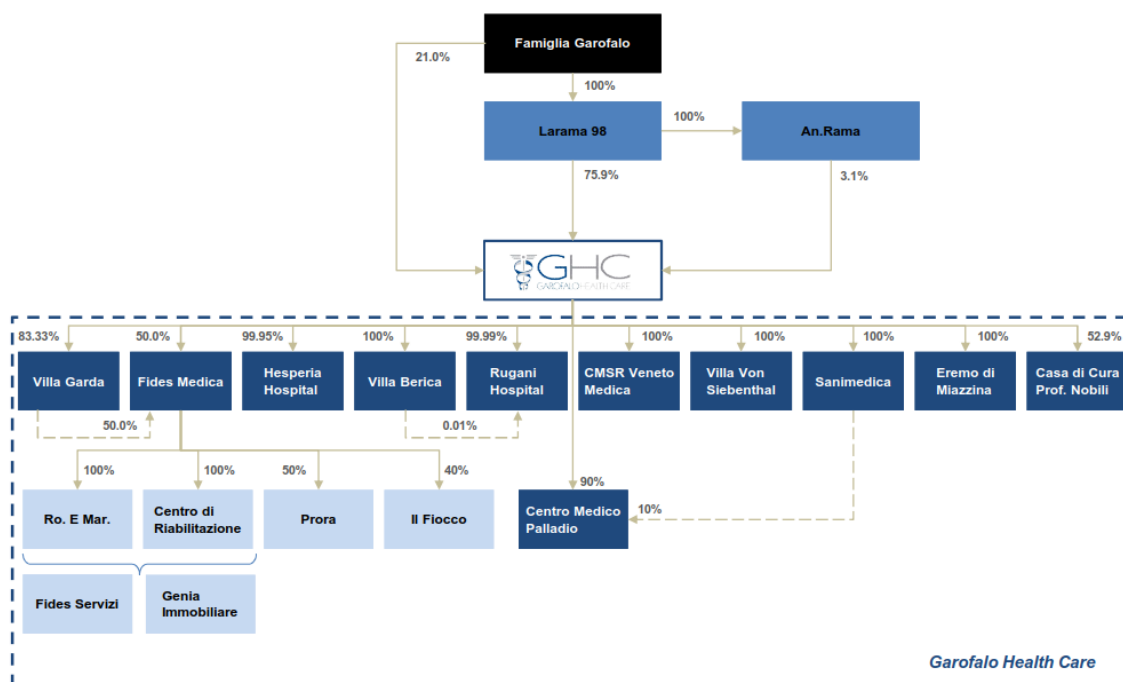 Famiglia Garofalo
21.0%
100%
Larama 98
100%
An.Rama
75.9%
3.1%
GHC
GAROFALO HEALTH CARE
83.33%
50.0%
99.95%
100%
99.99%
100%
100%
100%
100%
52.9%
Villa Garda
Fides Medica
Hesperia
Hospital
Villa Berica
Rugani
Hospital
CMSR Veneto
Medica
Villa Von
Siebenthal
Sanimedica
Eremo di
Miazzina
Casa di Cura
Prof. Nobili
50.0%
0.01%
100%
100%
50%
40%
90%
10%
Ro. E Mar.
Centro di
Riabilitazione
Prora
Il Fiocco
Centro Medico
Palladio
Fides Servizi
Genia
Immobiliare
Garofalo Health Care